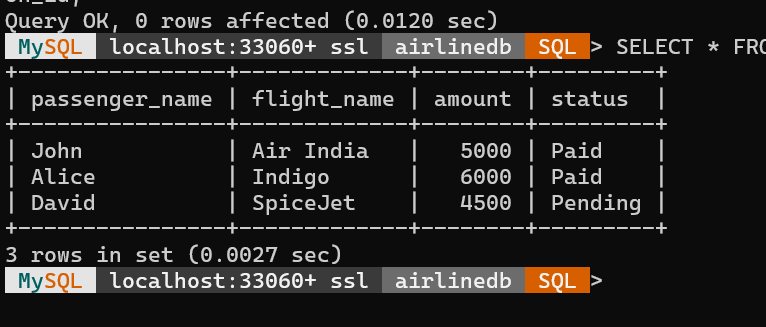 Query OK, 0 rows affected (0.0120 sec)
MySQL localhost:33060+ ssl airlinedb SQL > SELECT * FRO
+----------------+-------------+--------+---------+
| passenger_name | flight_name | amount | status  |
+----------------+-------------+--------+---------+
| John           | Air India   |   5000 | Paid    |
| Alice          | Indigo      |   6000 | Paid    |
| David          | SpiceJet    |   4500 | Pending |
+----------------+-------------+--------+---------+
3 rows in set (0.0027 sec)
MySQL localhost:33060+ ssl airlinedb SQL >